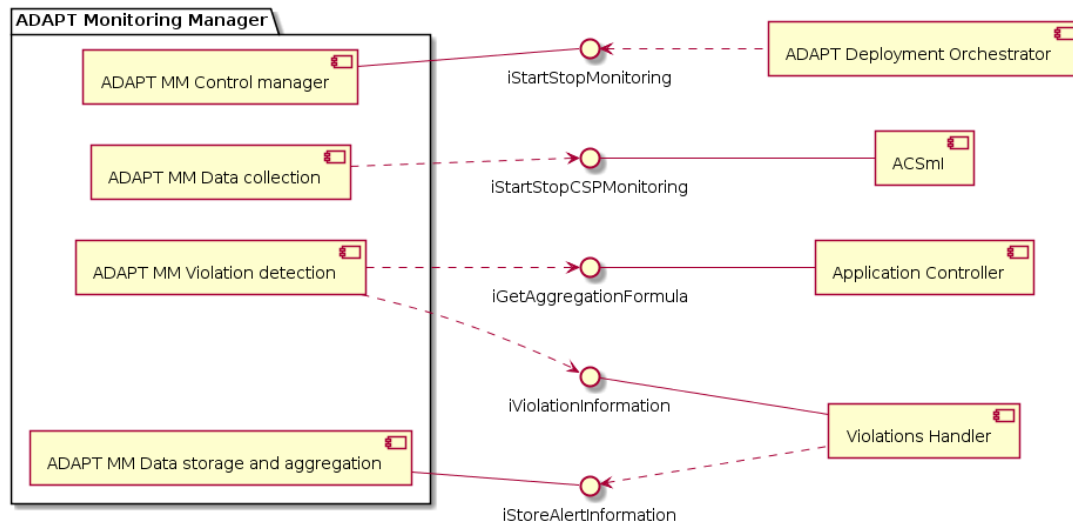 ADAPT Monitoring Manager
ADAPT MM Control manager
iStartStopMonitoring
ADAPT Deployment Orchestrator
ADAPT MM Data collection
iStartStopCSPMonitoring
ACSmI
ADAPT MM Violation detection
iGetAggregationFormula
Application Controller
iViolationInformation
Violations Handler
ADAPT MM Data storage and aggregation
iStoreAlertInformation